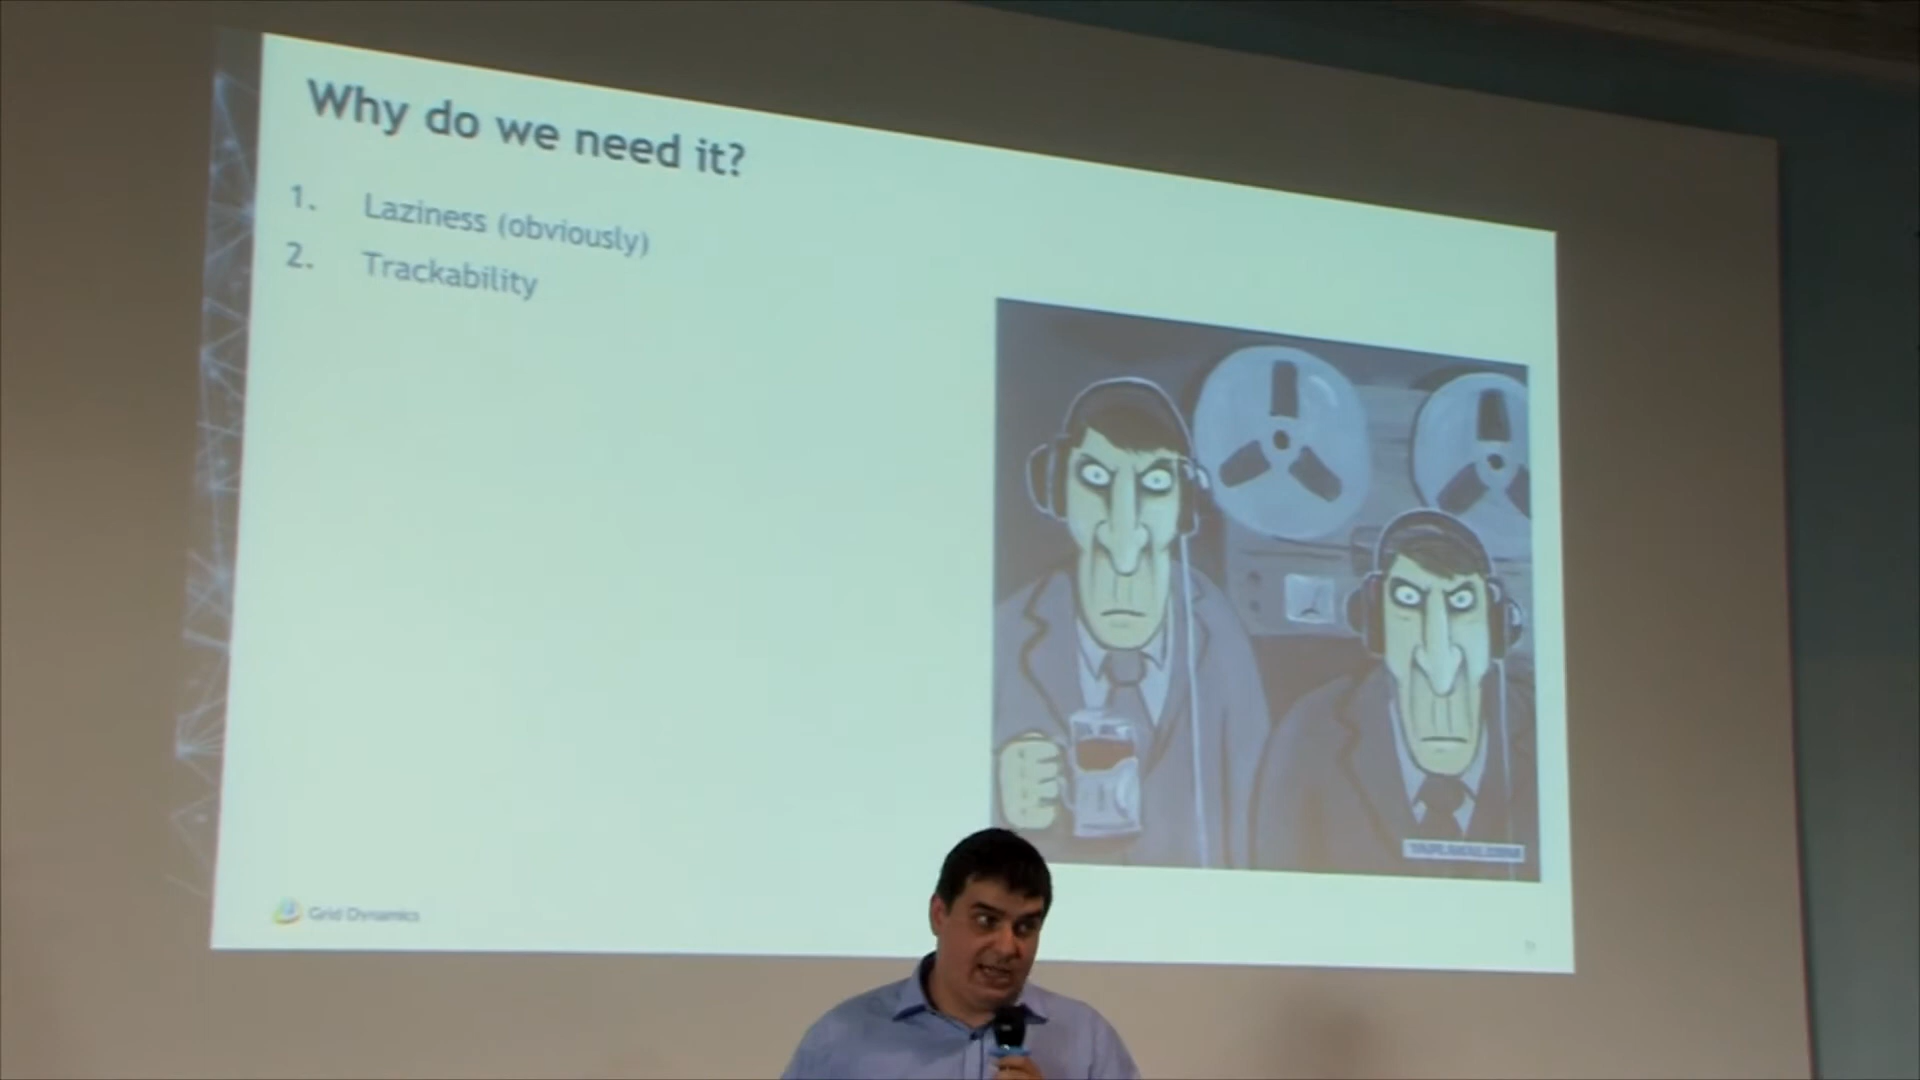 Why do we need it?
1. Laziness (obviously)
2. Trackability
Grid Dynamics